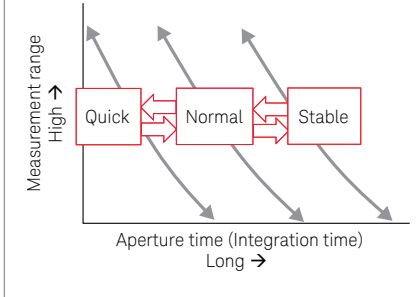 Measurement range
High →
Quick
Normal
Stable
Aperture time (Integration time)
Long →